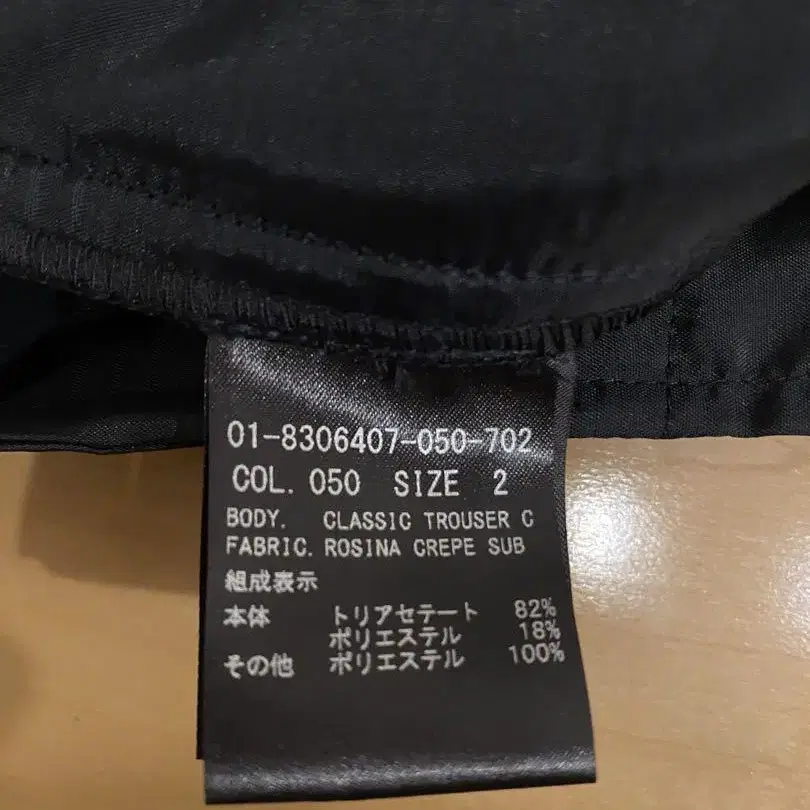 01-8306407-050-702
COL. 050 SIZE 2
BODY. CLASSIC TROUSER C
FABRIC. ROSINA CREPE SUB
組成表示
本体 トリアセテート 82%
ポリエステル 18%
その他 ポリエステル 100%